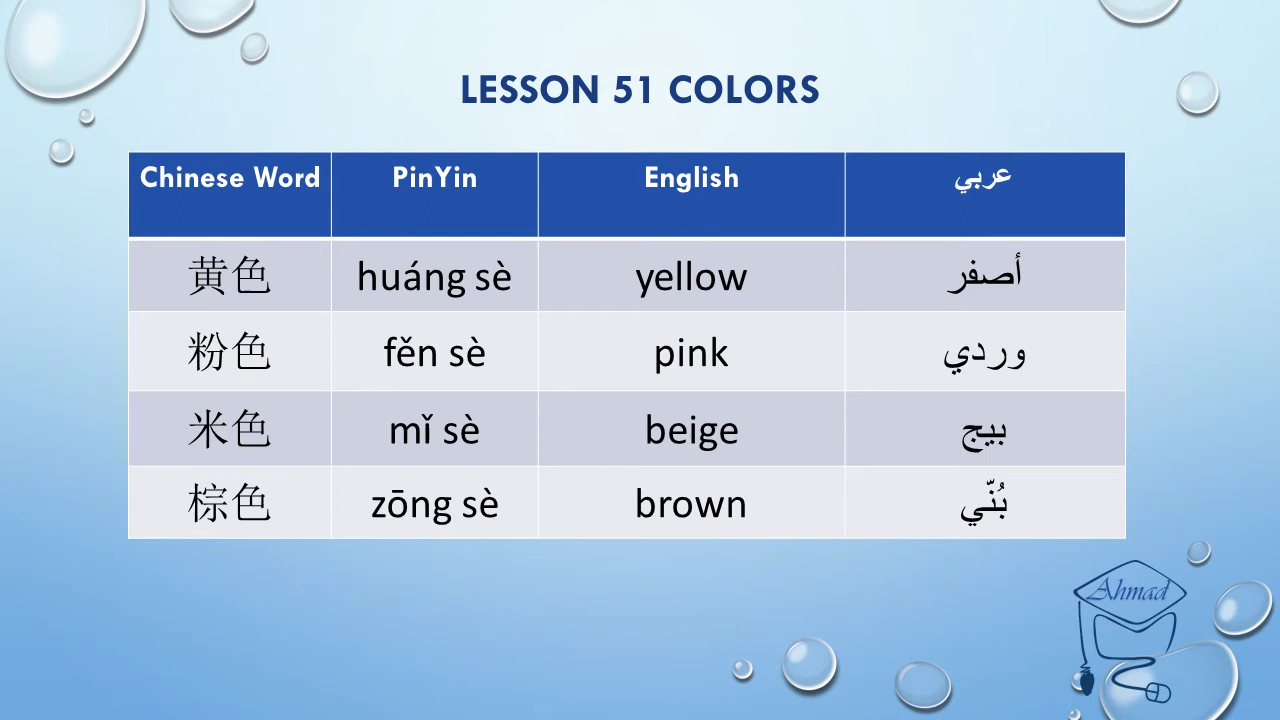 LESSON 51 COLORS
Chinese Word PinYin English عربي
黄色 huáng sè yellow أصفر
粉色 fěn sè pink وردي
米色 mǐ sè beige بيج
棕色 zōng sè brown بُنّي
Ahmad